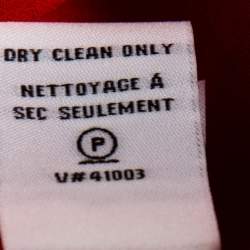 DRY CLEAN ONLY
NETTOYAGE Á
SEC SEULEMENT
P
V#41003